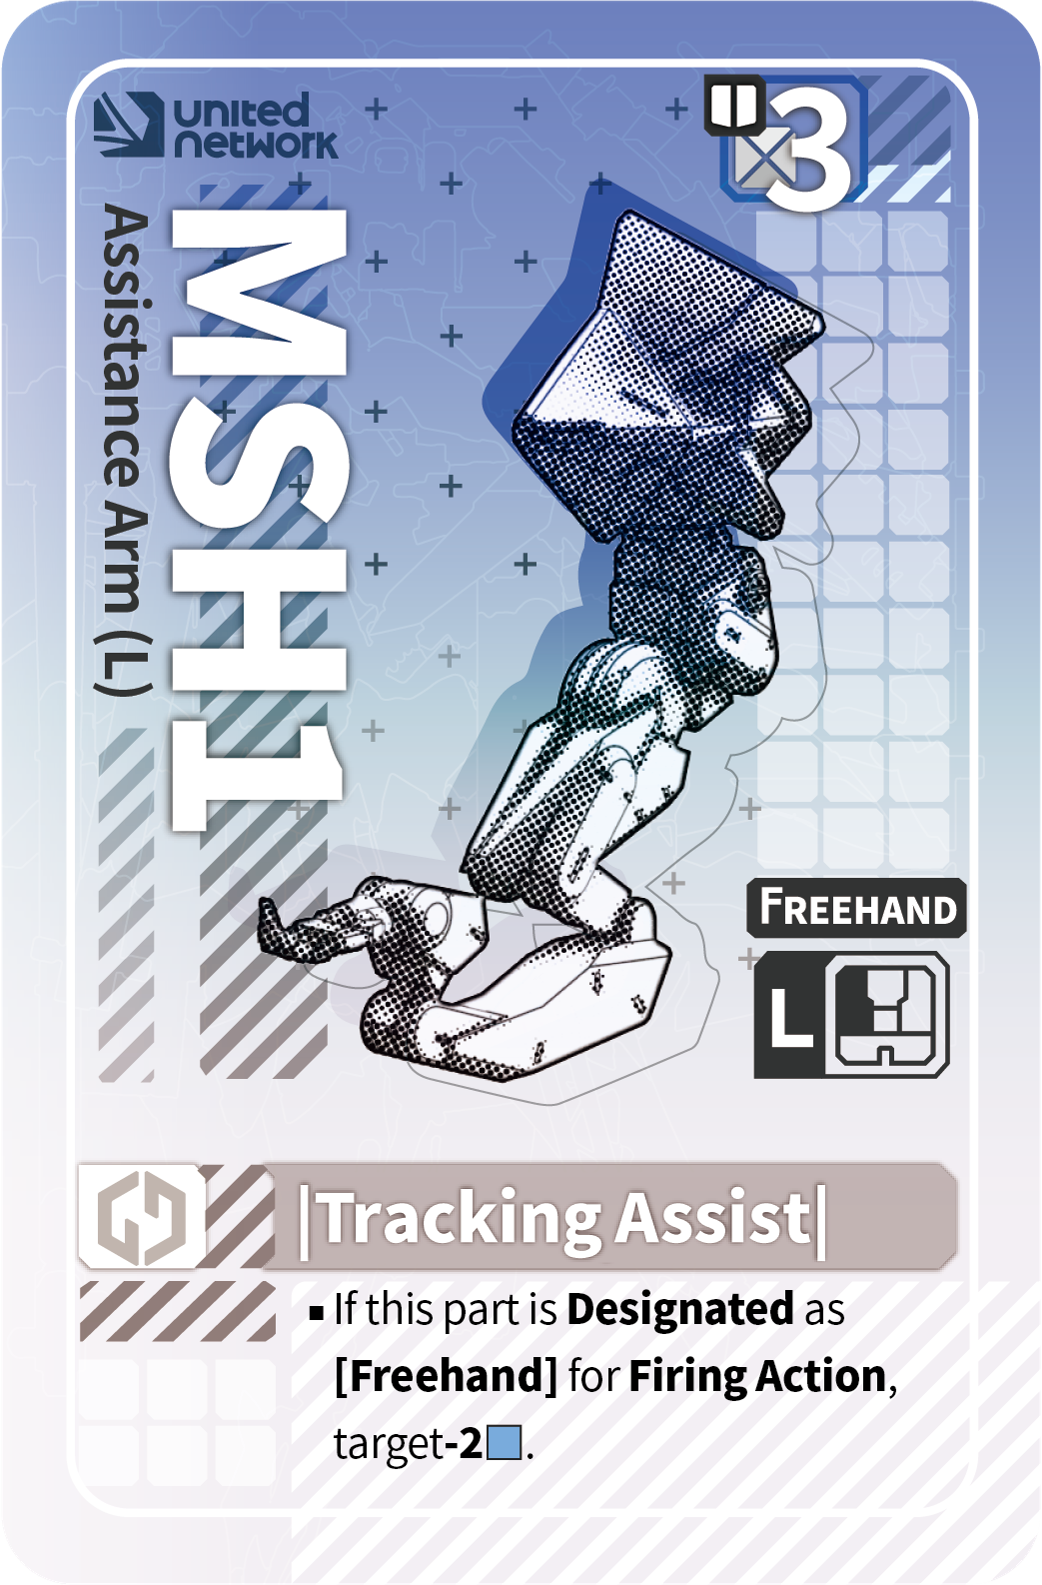 United
Network
3
MSH1
Assistance Arm (L)
FREEHAND
L
|Tracking Assist|
▪ If this part is Designated as
[Freehand] for Firing Action,
target-2🟦.